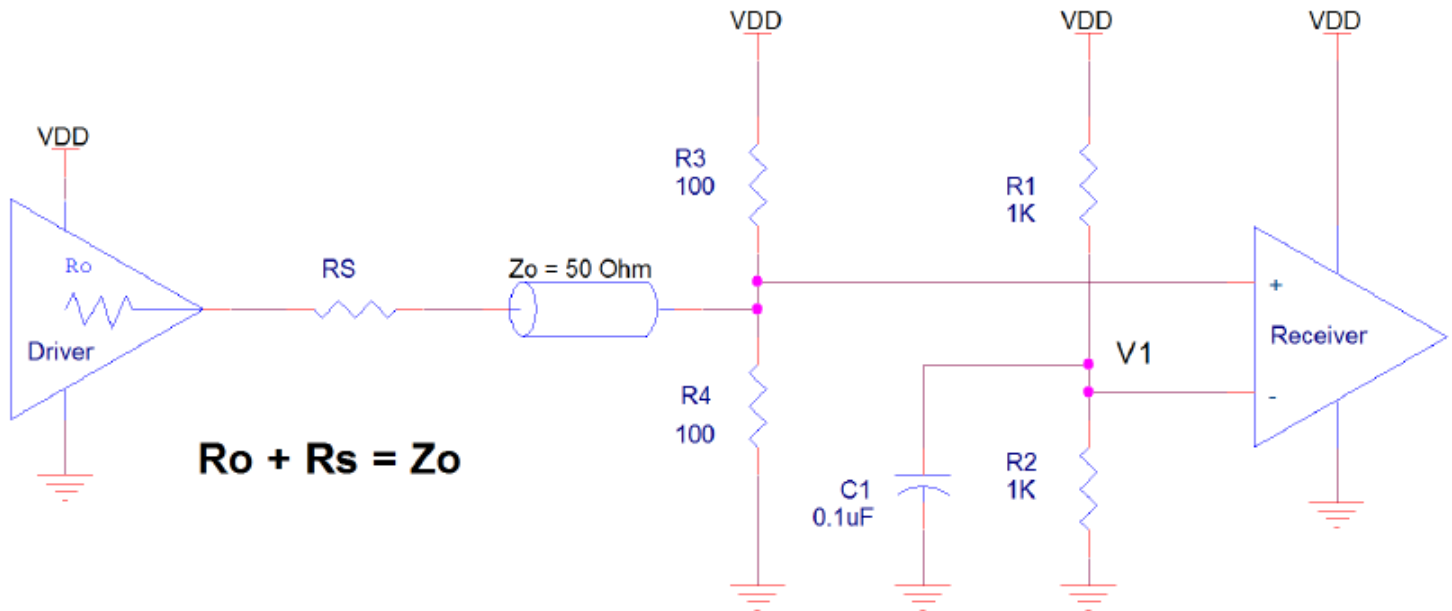 VDD
VDD
VDD
VDD
R3
100
R1
1K
Ro
RS
Zo = 50 Ohm
+
Driver
Receiver
V1
R4
100
-
Ro + Rs = Zo
C1
0.1uF
R2
1K